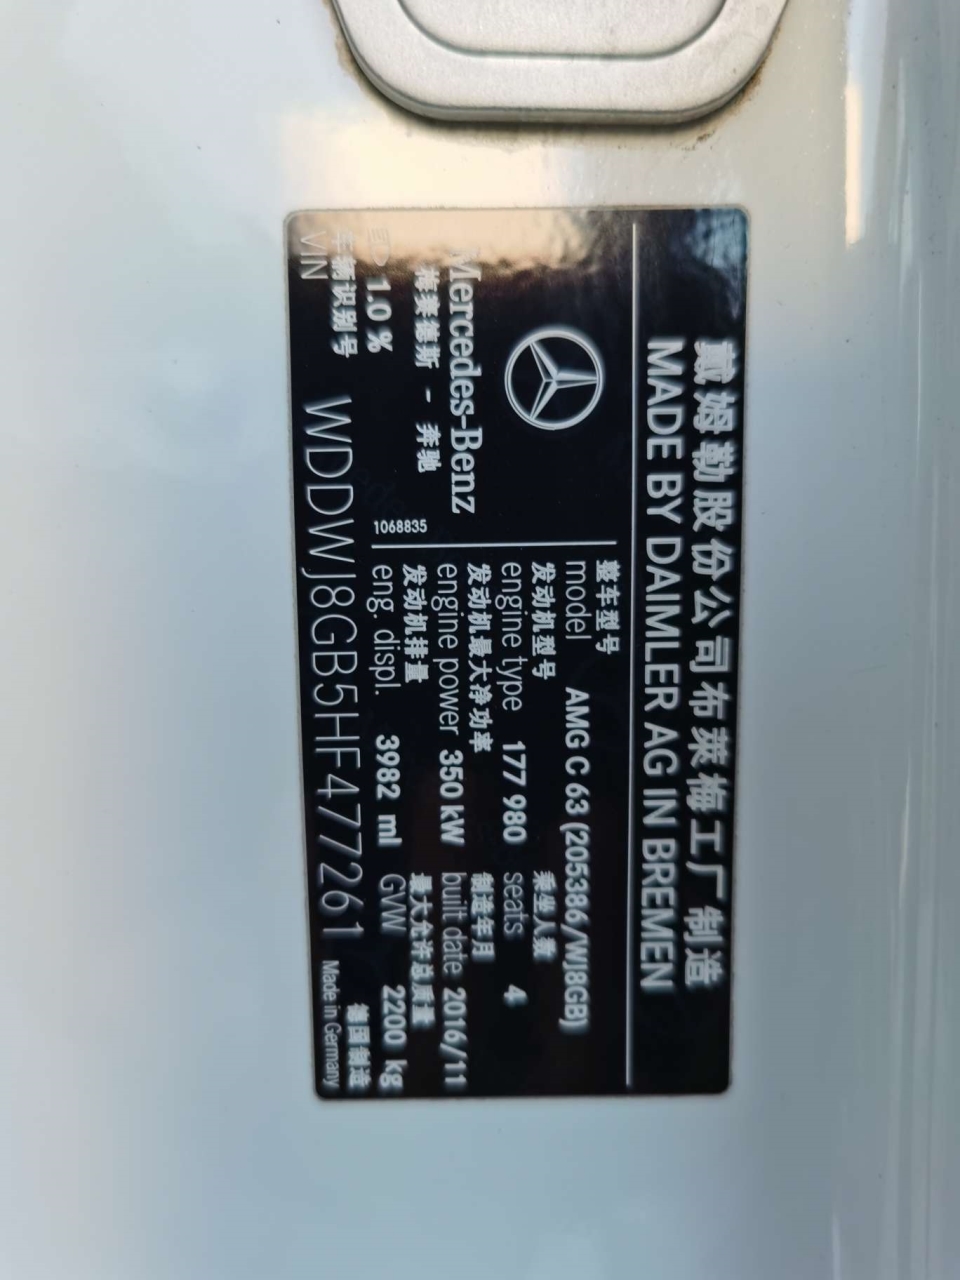 戴姆勒股份公司布莱梅工厂制造
MADE BY DAIMLER AG IN BREMEN
Mercedes-Benz
梅赛德斯 - 奔驰
1068835
整车型号
model AMG C 63 (205386/WJ8GB)
发动机型号 乘坐人数
engine type 177 980 seats 4
发动机最大净功率 制造年月
engine power 350 kW built date 2016/11
发动机排量 最大允许总质量
eng. displ. 3982 ml GVW 2200 kg
1.0 %
车辆识别号 德国制造
VIN WDDWJ8GB5HF477261 Made in Germany